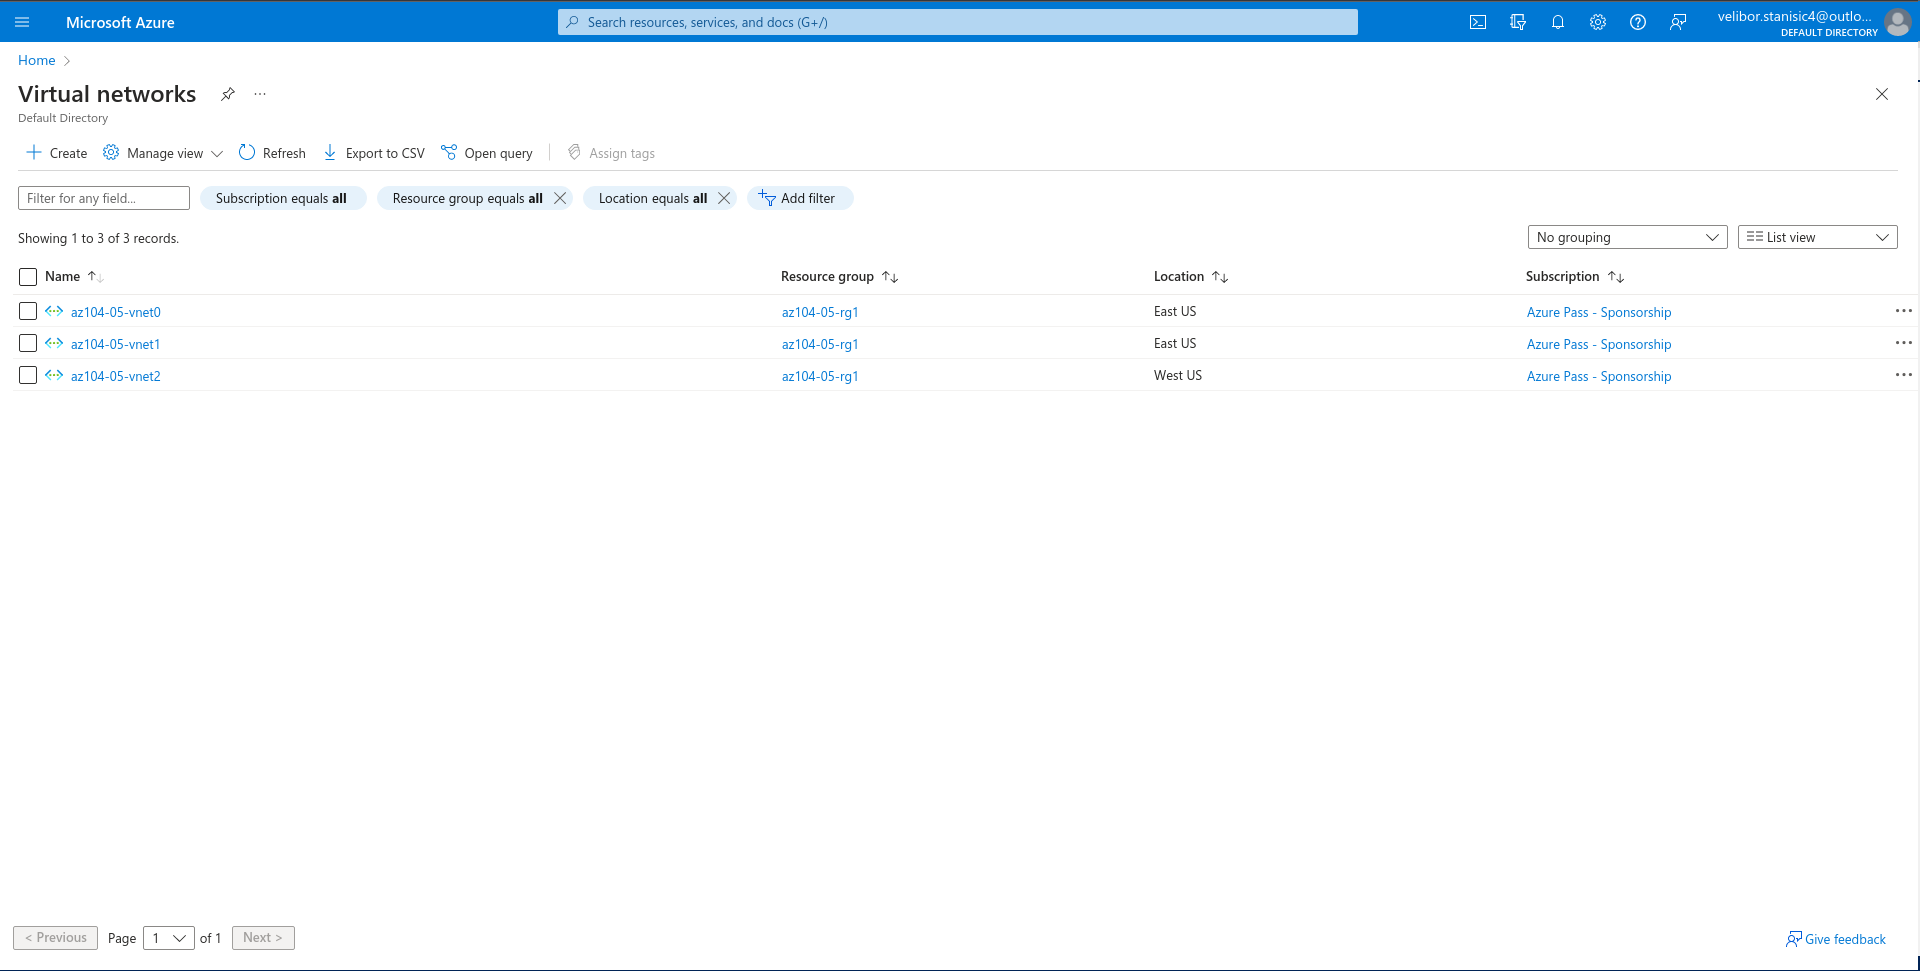 Microsoft Azure
Search resources, services, and docs (G+/)
velibor.stanisic4@outlo...
DEFAULT DIRECTORY
Home
Virtual networks
Default Directory
Create Manage view Refresh Export to CSV Open query Assign tags
Filter for any field... Subscription equals all Resource group equals all Location equals all Add filter
Showing 1 to 3 of 3 records. No grouping List view
Name Resource group Location Subscription
az104-05-vnet0 az104-05-rg1 East US Azure Pass - Sponsorship
az104-05-vnet1 az104-05-rg1 East US Azure Pass - Sponsorship
az104-05-vnet2 az104-05-rg1 West US Azure Pass - Sponsorship
< Previous Page 1 of 1 Next > Give feedback